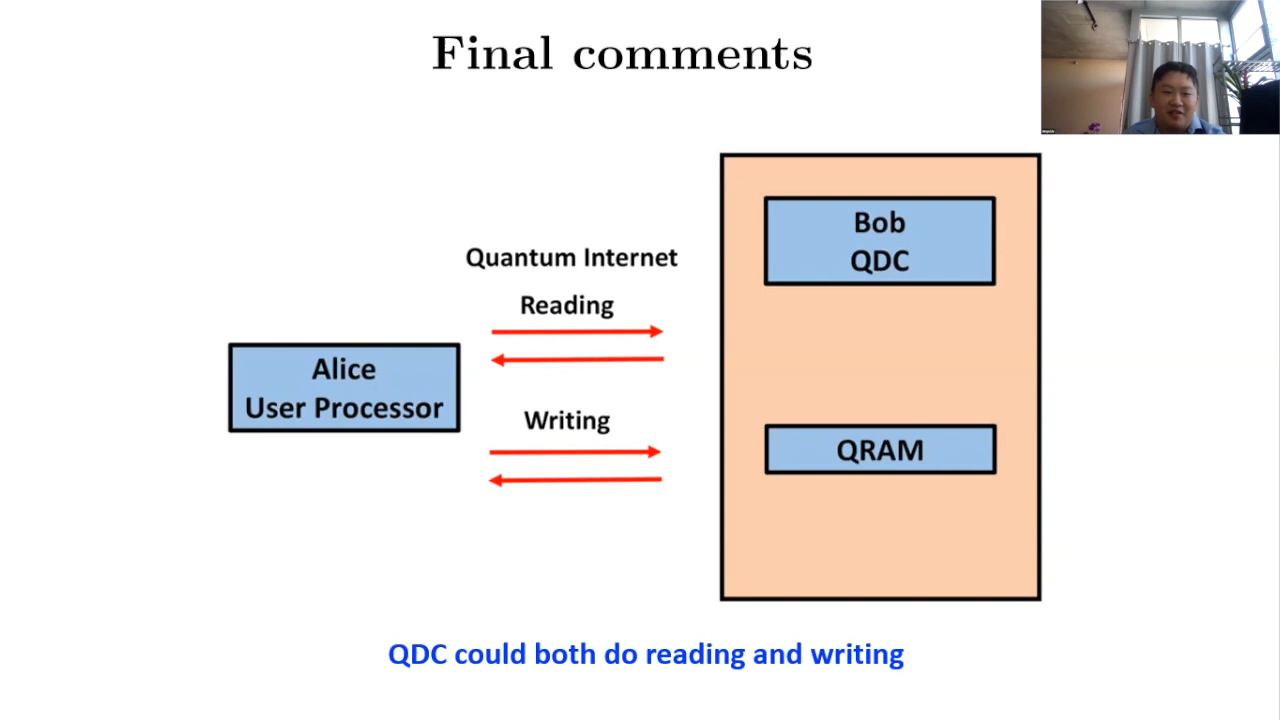 Final comments
Quantum Internet
Reading
Alice
User Processor
Writing
Bob
QDC
QRAM
QDC could both do reading and writing